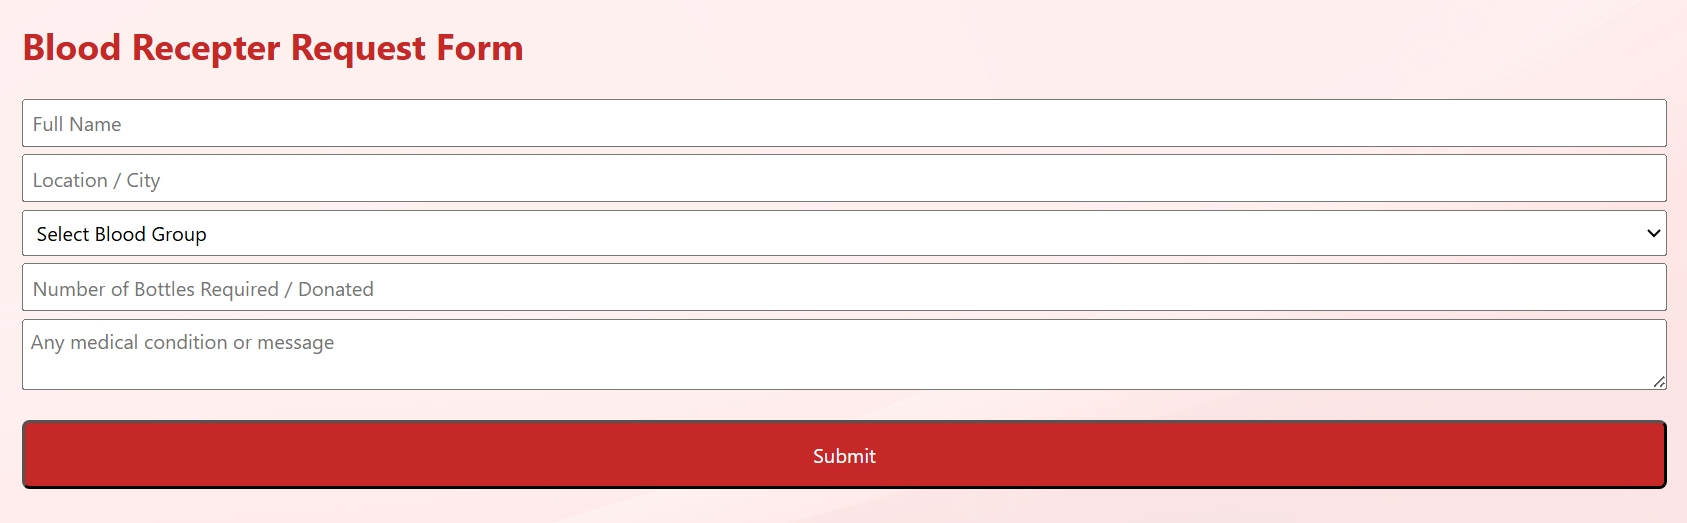 Blood Recepter Request Form
Full Name
Location / City
Select Blood Group
Number of Bottles Required / Donated
Any medical condition or message
Submit